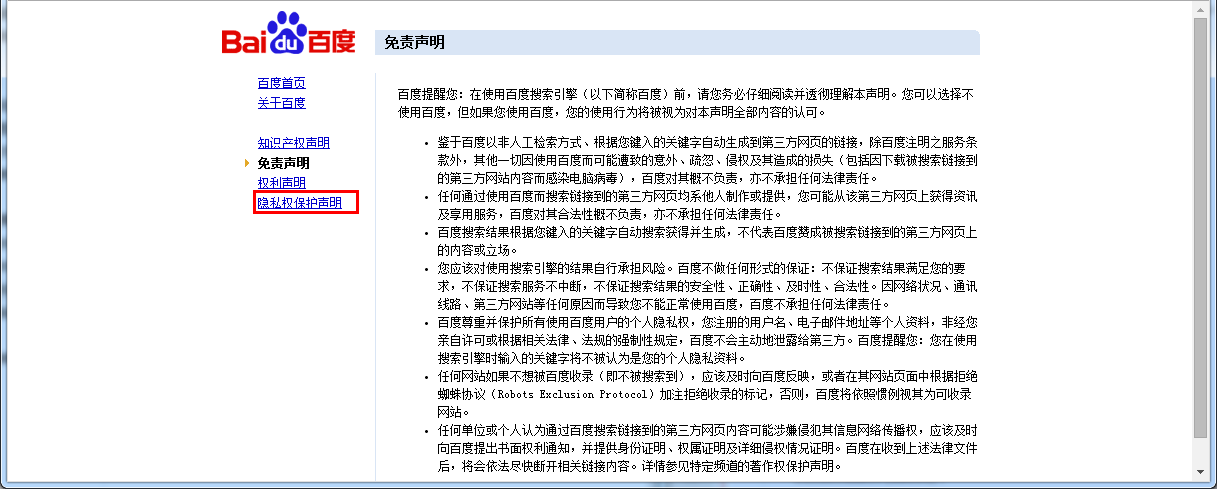 Bai du 百度
免责声明
百度首页
关于百度
知识产权声明
免责声明
权利声明
隐私权保护声明
百度提醒您：在使用百度搜索引擎（以下简称百度）前，请您务必仔细阅读并透彻理解本声明。您可以选择不
使用百度，但如果您使用百度，您的使用行为将被视为对本声明全部内容的认可。
• 鉴于百度以非人工检索方式、根据您键入的关键字自动生成到第三方网页的链接，除百度注明之服务条
款外，其他一切因使用百度而可能遭致的意外、疏忽、侵权及其造成的损失（包括因下载被搜索链接到
的第三方网站内容而感染电脑病毒），百度对其概不负责，亦不承担任何法律责任。
• 任何通过使用百度而搜索链接到的第三方网页均系他人制作或提供，您可能从该第三方网页上获得资讯
及享用服务，百度对其合法性概不负责，亦不承担任何法律责任。
• 百度搜索结果根据您键入的关键字自动搜索获得并生成，不代表百度赞成被搜索链接到的第三方网页上
的内容或立场。
• 您应该对使用搜索引擎的结果自行承担风险。百度不做任何形式的保证：不保证搜索结果满足您的要
求，不保证搜索服务不中断，不保证搜索结果的安全性、正确性、及时性、合法性。因网络状况、通讯
线路、第三方网站等任何原因而导致您不能正常使用百度，百度不承担任何法律责任。
• 百度尊重并保护所有使用百度用户的个人隐私权，您注册的用户名、电子邮件地址等个人资料，非经您
亲自许可或根据相关法律、法规的强制性规定，百度不会主动地泄露给第三方。百度提醒您：您在使用
搜索引擎时输入的关键字将不被认为是您的个人隐私资料。
• 任何网站如果不想被百度收录（即不被搜索到），应该及时向百度反映，或者在其网站页面中根据拒绝
蜘蛛协议（Robots Exclusion Protocol）加注拒绝收录的标记，否则，百度将依照惯例视其为可收录
网站。
• 任何单位或个人认为通过百度搜索链接到的第三方网页内容可能涉嫌侵犯其信息网络传播权，应该及时
向百度提出书面权利通知，并提供身份证明、权属证明及详细侵权情况证明。百度在收到上述法律文件
后，将会依法尽快断开相关链接内容。详情参见特定频道的著作权保护声明。